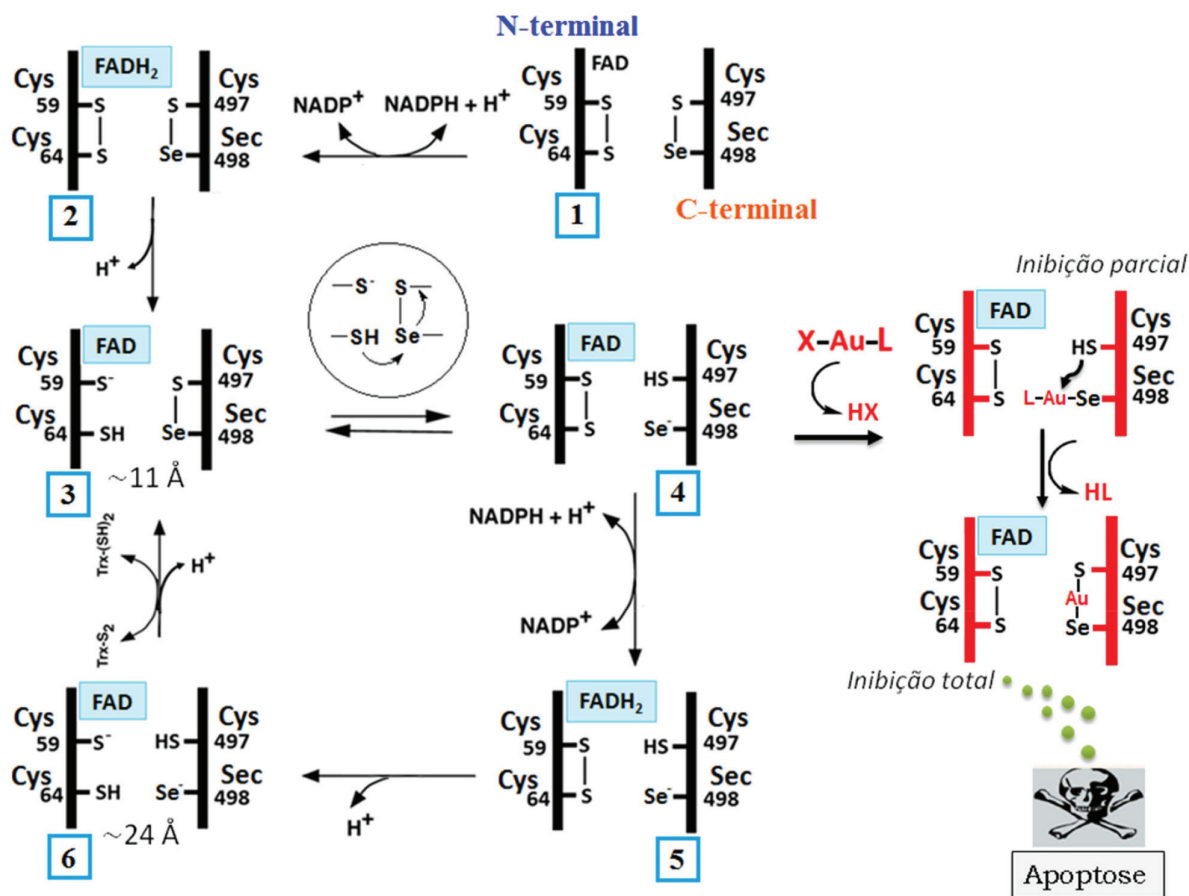 N-terminal
FADH2
Cys
59
S
Cys
64
S
S
Cys
497
Sec
Se
498
2
NADP+
NADPH + H+
FAD
Cys
59
S
Cys
64
S
S
Cys
497
Sec
Se
498
1
C-terminal
H+
S-
S
SH
Se
Inibição parcial
FAD
Cys
59
S-
Cys
64
SH
S
Cys
497
Sec
Se
498
3
~11 Å
FAD
Cys
59
S
Cys
64
S
HS
Cys
497
Sec
Se-
498
4
X-Au-L
HX
FAD
Cys
59
S
Cys
64
S
HS
Cys
497
Sec
L-Au-Se
498
HL
Trx-(SH)2
H+
Trx-S2
NADPH + H+
NADP+
FAD
Cys
59
S
Cys
64
S
S
Au
Se
Cys
497
Sec
498
Inibição total
FAD
Cys
59
S-
Cys
64
SH
HS
Cys
497
Sec
Se-
498
6
~24 Å
H+
FADH2
Cys
59
S
Cys
64
S
HS
Cys
497
Sec
Se-
498
5
Apoptose